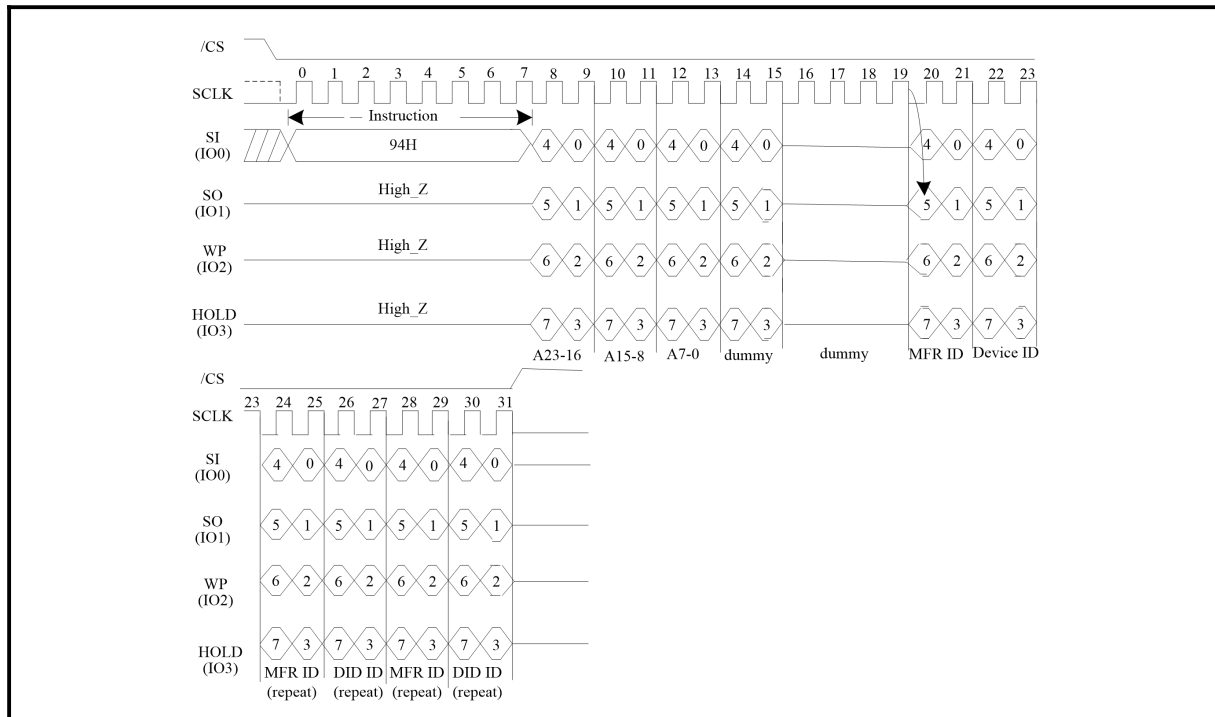 /CS
0 1 2 3 4 5 6 7 8 9 10 11 12 13 14 15 16 17 18 19 20 21 22 23
SCLK
Instruction
SI
(IO0)
94H
4 0 4 0 4 0 4 0 4 0 4 0
SO
(IO1)
High_Z
5 1 5 1 5 1 5 1 5 1 5 1
WP
(IO2)
High_Z
6 2 6 2 6 2 6 2 6 2 6 2
HOLD
(IO3)
High_Z
7 3 7 3 7 3 7 3 7 3 7 3
A23-16 A15-8 A7-0 dummy dummy MFR ID Device ID
/CS
23 24 25 26 27 28 29 30 31
SCLK
SI
(IO0)
4 0 4 0 4 0 4 0
SO
(IO1)
5 1 5 1 5 1 5 1
WP
(IO2)
6 2 6 2 6 2 6 2
HOLD
(IO3)
7 3 7 3 7 3 7 3
MFR ID DID ID MFR ID DID ID
(repeat) (repeat) (repeat) (repeat)